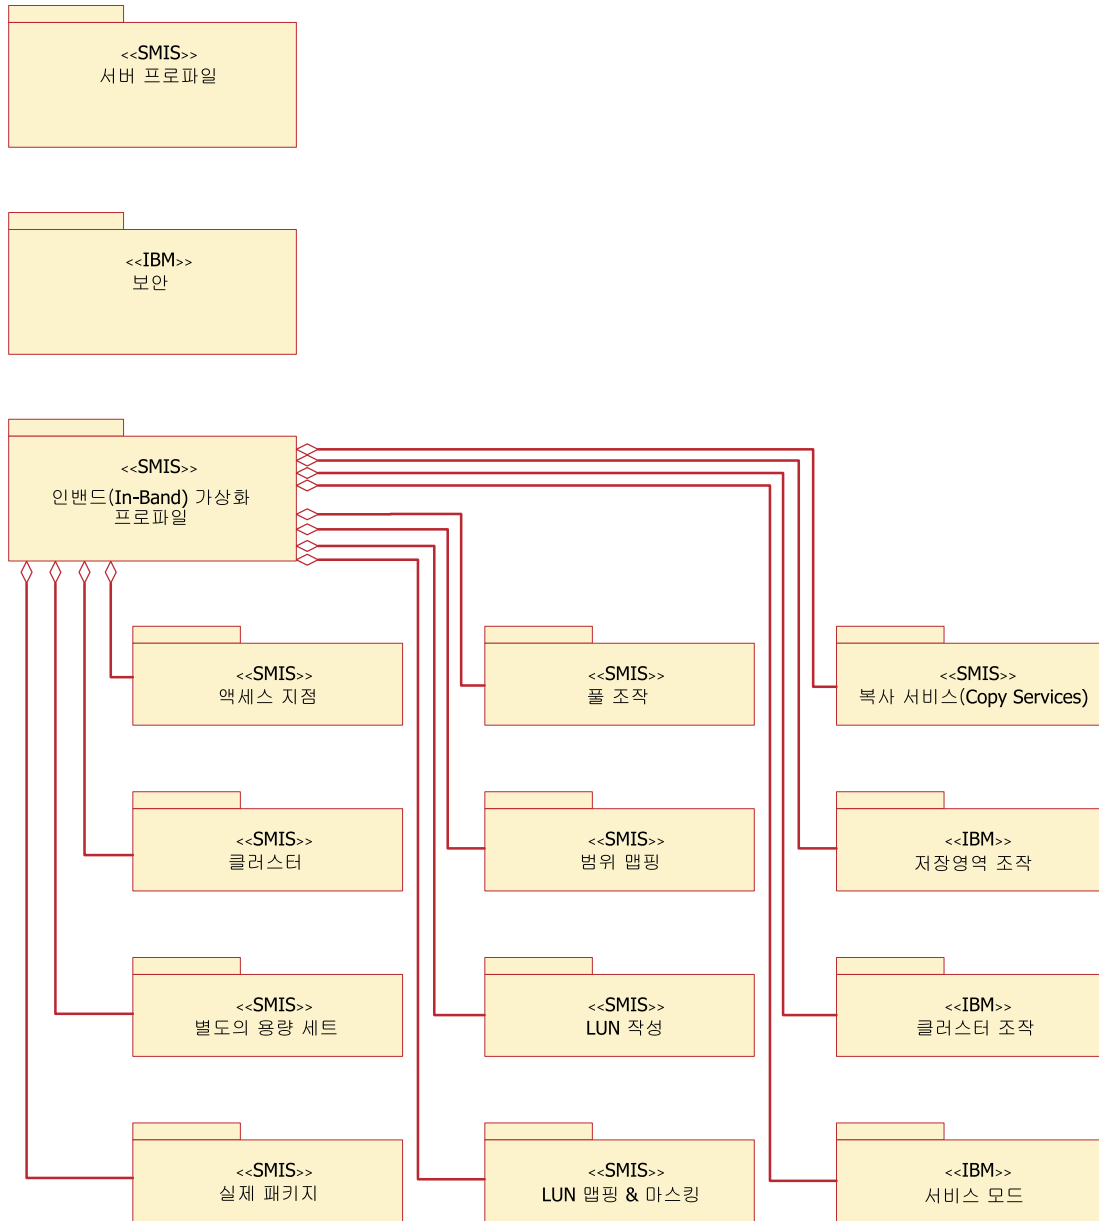 <<SMIS>>
서버 프로파일
<<IBM>>
보안
<<SMIS>>
인밴드(In-Band) 가상화
프로파일
<<SMIS>>
액세스 지점
<<SMIS>>
풀 조작
<<SMIS>>
복사 서비스(Copy Services)
<<SMIS>>
클러스터
<<SMIS>>
범위 맵핑
<<IBM>>
저장영역 조작
<<SMIS>>
별도의 용량 세트
<<SMIS>>
LUN 작성
<<IBM>>
클러스터 조작
<<SMIS>>
실제 패키지
<<SMIS>>
LUN 맵핑 & 마스킹
<<IBM>>
서비스 모드